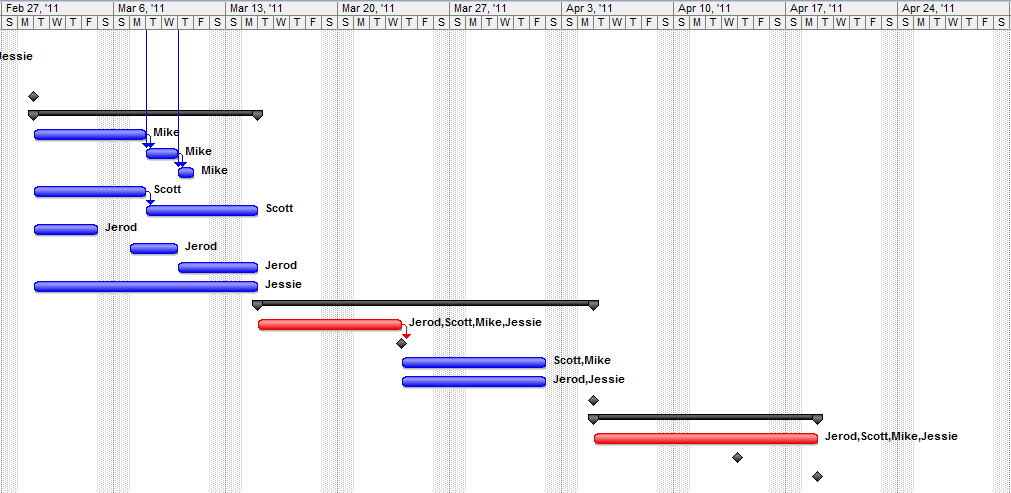 Feb 27, '11 Mar 6, '11 Mar 13, '11 Mar 20, '11 Mar 27, '11 Apr 3, '11 Apr 10, '11 Apr 17, '11 Apr 24, '11
S M T W T F S S M T W T F S S M T W T F S S M T W T F S S M T W T F S S M T W T F S S M T W T F S S M T W T F S S M T W T F S
Jessie
Mike
Mike
Mike
Scott
Scott
Jerod
Jerod
Jerod
Jessie
Jerod,Scott,Mike,Jessie
Scott,Mike
Jerod,Jessie
Jerod,Scott,Mike,Jessie